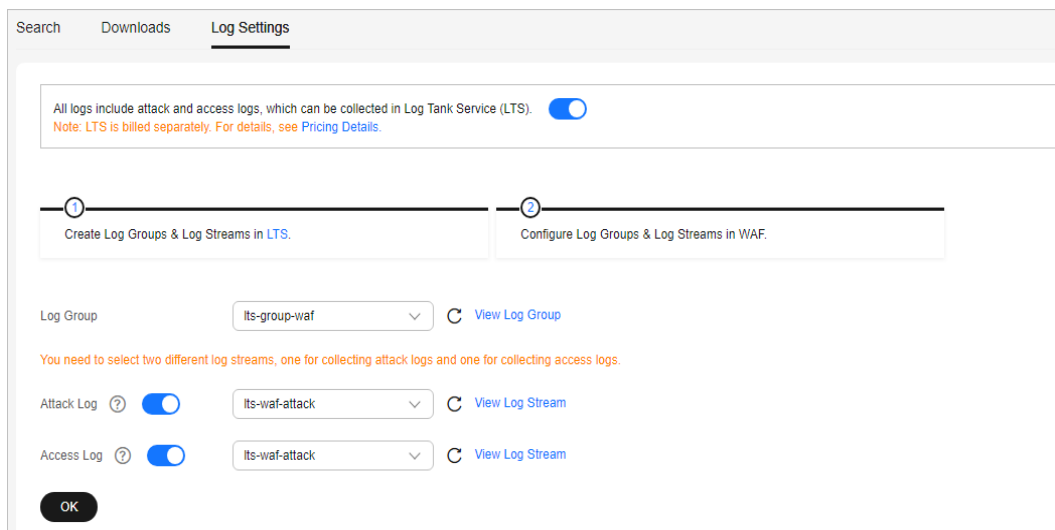 Search Downloads Log Settings
All logs include attack and access logs, which can be collected in Log Tank Service (LTS).
Note: LTS is billed separately. For details, see Pricing Details.
1 2
Create Log Groups & Log Streams in LTS. Configure Log Groups & Log Streams in WAF.
Log Group lts-group-waf View Log Group
You need to select two different log streams, one for collecting attack logs and one for collecting access logs.
Attack Log ? lts-waf-attack View Log Stream
Access Log ? lts-waf-attack View Log Stream
OK